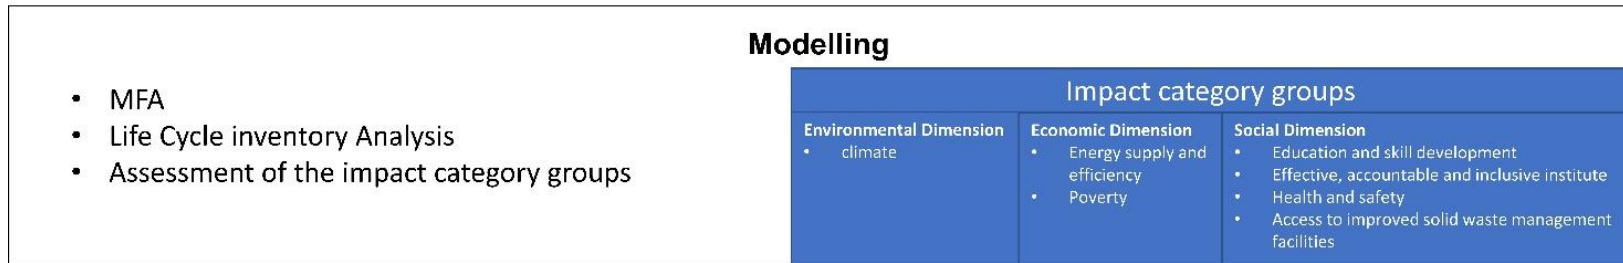 Modelling
• MFA
• Life Cycle inventory Analysis
• Assessment of the impact category groups
Impact category groups
Environmental Dimension
• climate
Economic Dimension
• Energy supply and
efficiency
• Poverty
Social Dimension
• Education and skill development
• Effective, accountable and inclusive institute
• Health and safety
• Access to improved solid waste management
facilities